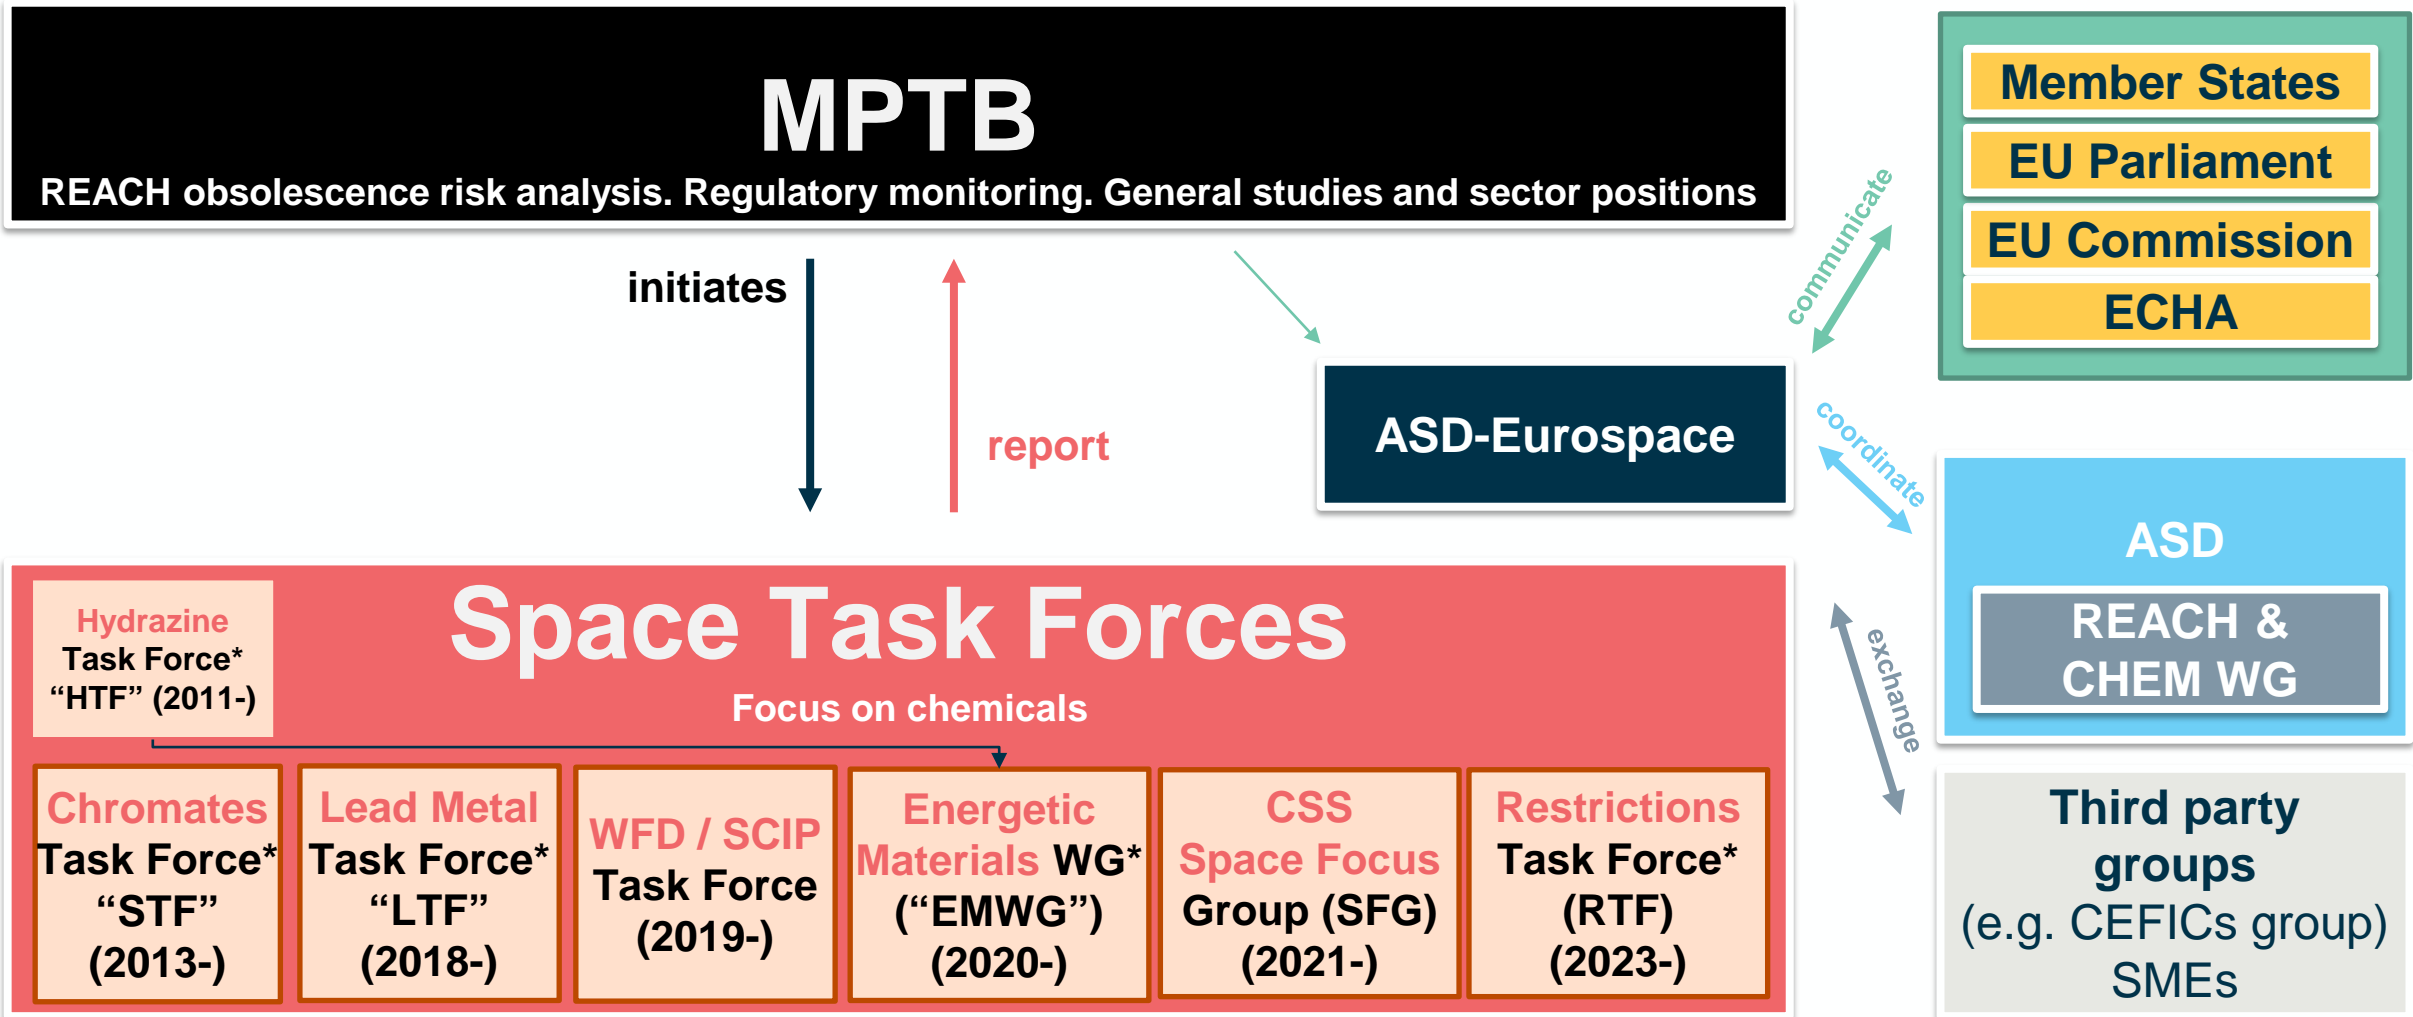 MPTB
REACH obsolescence risk analysis. Regulatory monitoring. General studies and sector positions
initiates
report
communicate
Member States
EU Parliament
EU Commission
ECHA
ASD-Eurospace
coordinate
ASD
REACH &
CHEM WG
exchange
Third party
groups
(e.g. CEFICs group)
SMEs
Space Task Forces
Focus on chemicals
Hydrazine
Task Force*
“HTF” (2011-)
Chromates
Task Force*
“STF”
(2013-)
Lead Metal
Task Force*
“LTF”
(2018-)
WFD / SCIP
Task Force
(2019-)
Energetic
Materials WG*
(“EMWG”)
(2020-)
CSS
Space Focus
Group (SFG)
(2021-)
Restrictions
Task Force*
(RTF)
(2023-)